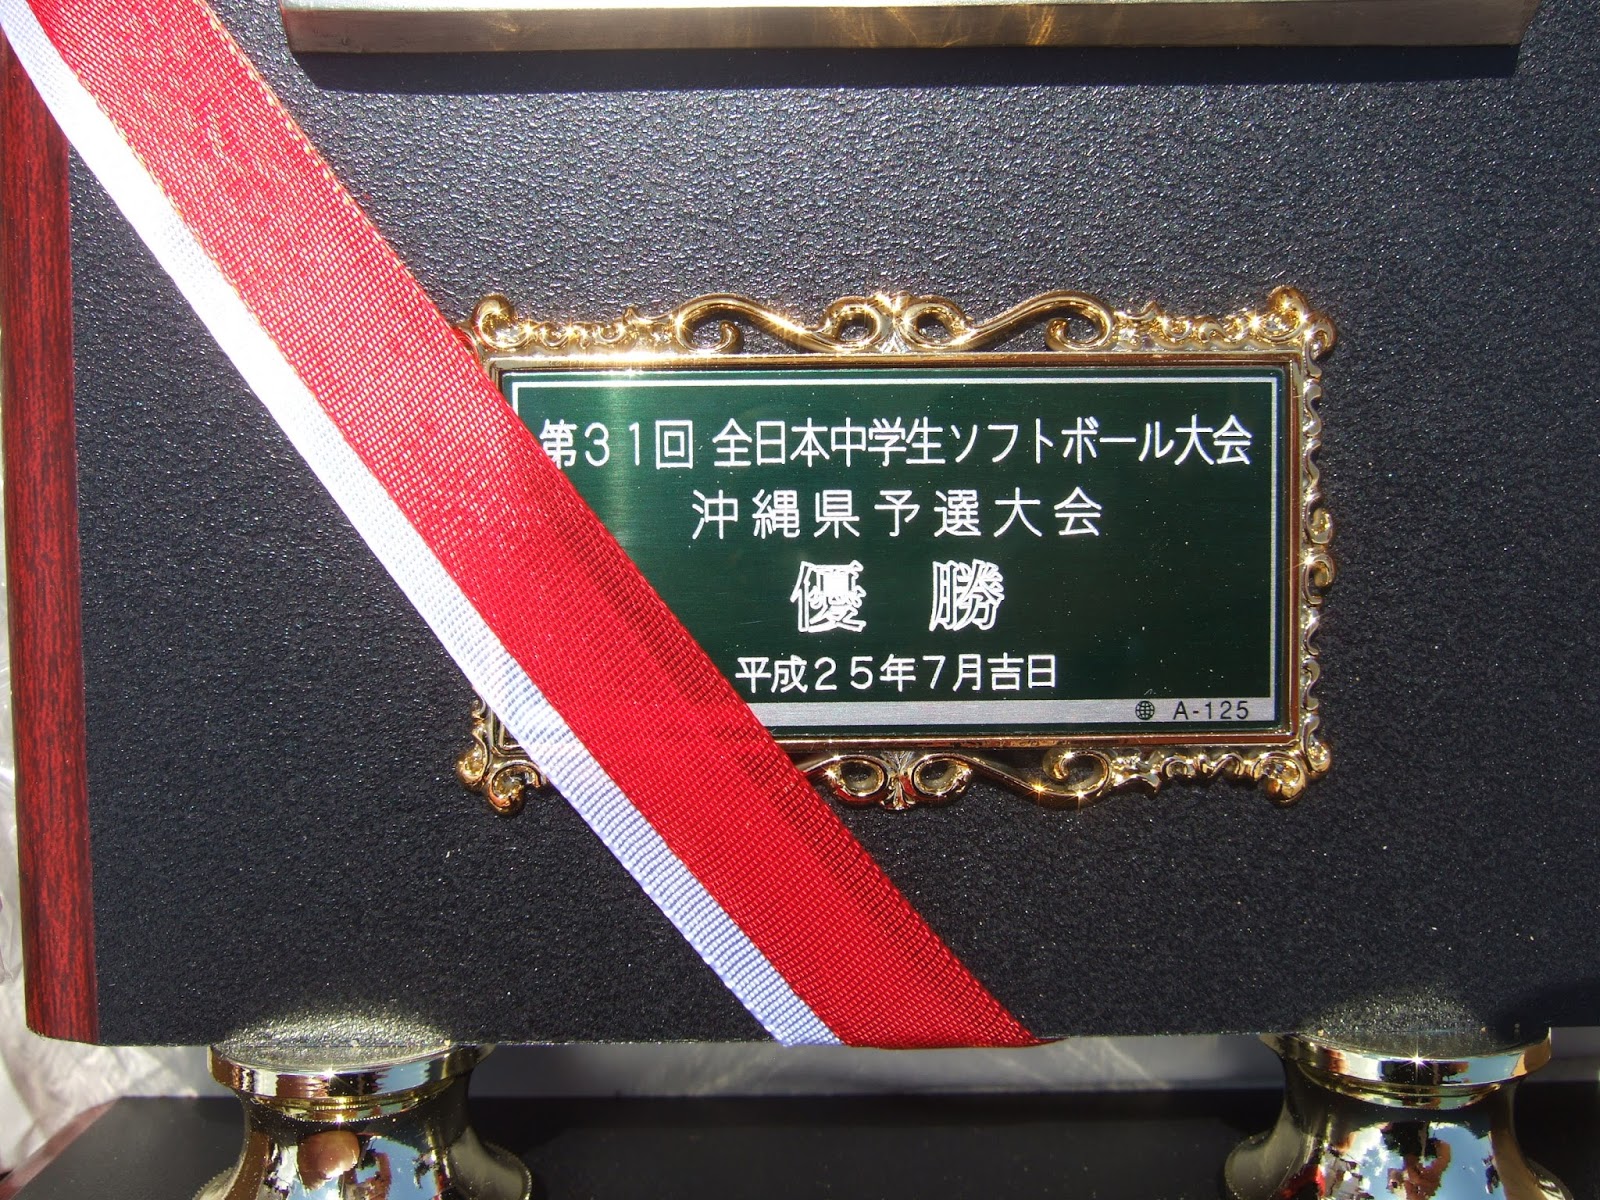 第３１回 全日本中学生ソフトボール大会
沖縄県予選大会
優 勝
平成２５年７月吉日
A-125